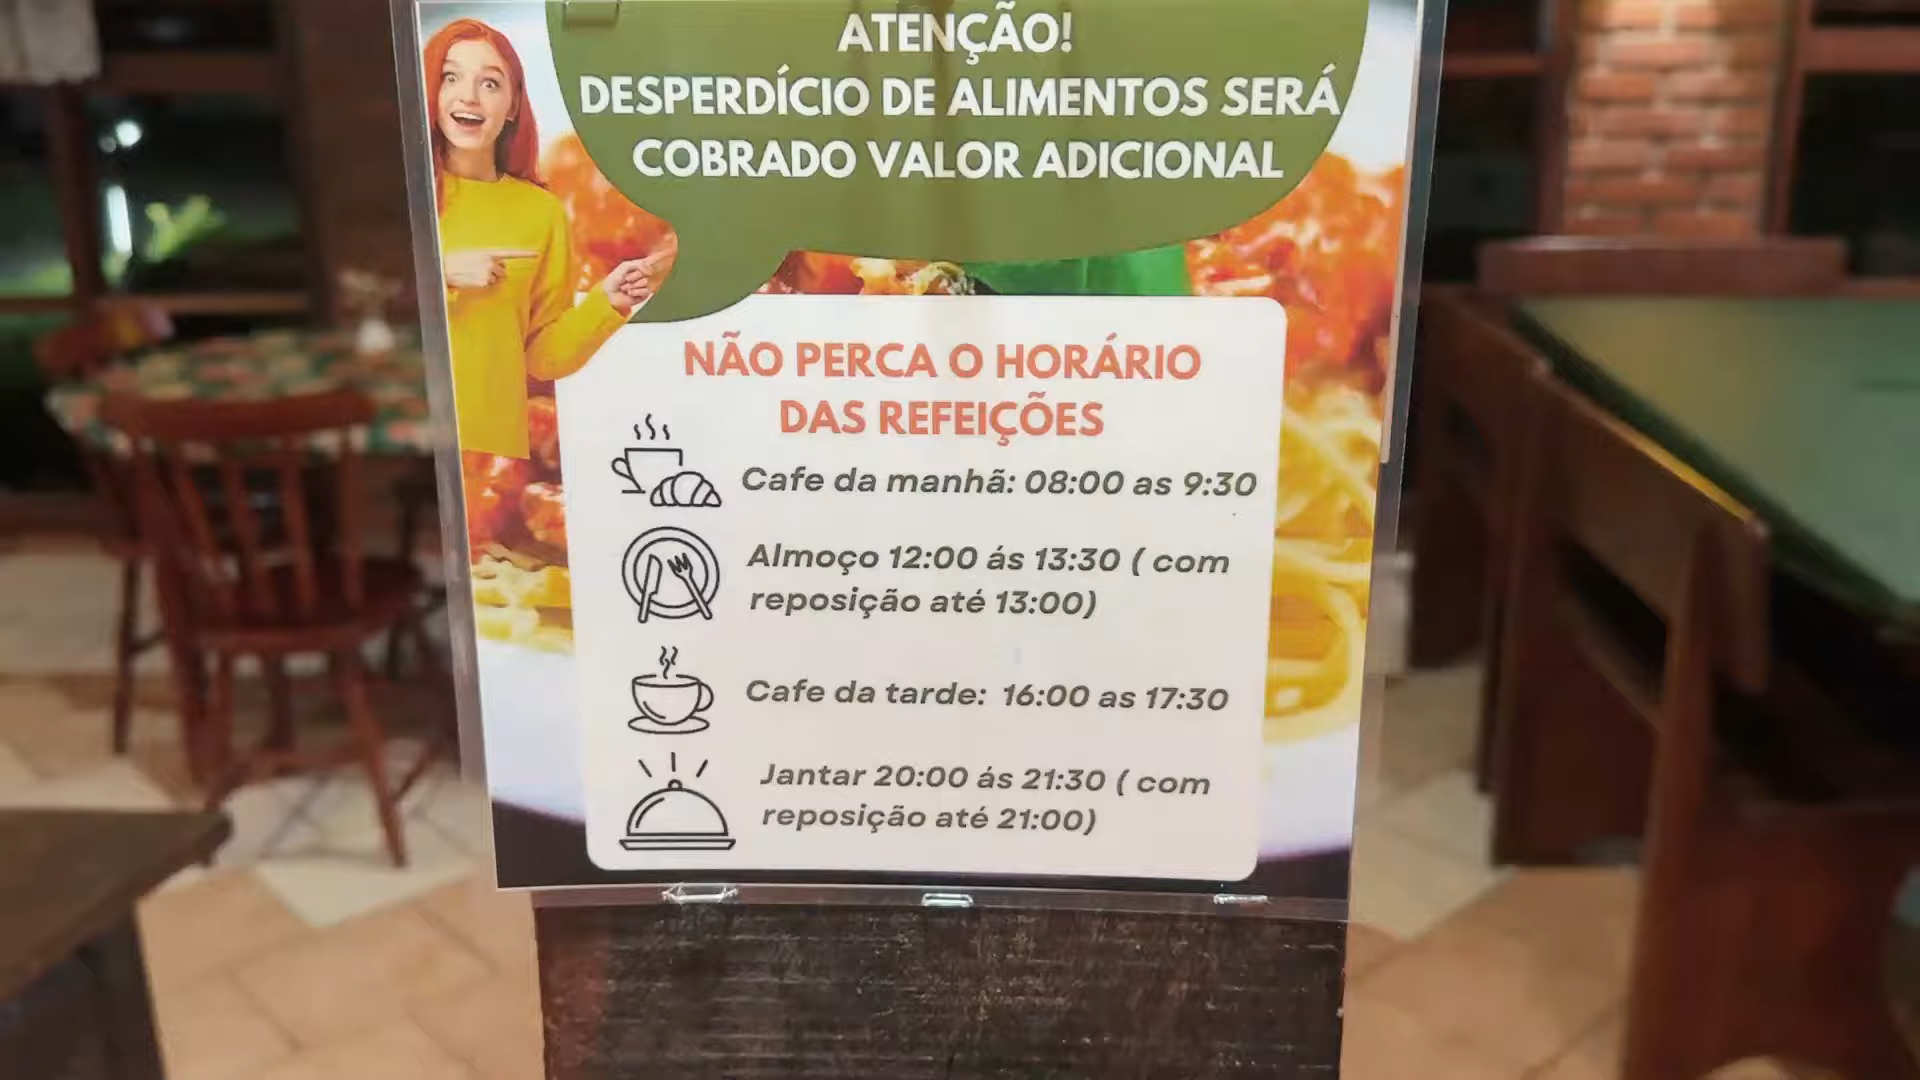 ATENÇÃO!
DESPERDÍCIO DE ALIMENTOS SERÁ
COBRADO VALOR ADICIONAL
NÃO PERCA O HORÁRIO
DAS REFEIÇÕES
Cafe da manhã: 08:00 as 9:30
Almoço 12:00 ás 13:30 ( com
reposição até 13:00)
Cafe da tarde: 16:00 as 17:30
Jantar 20:00 ás 21:30 ( com
reposição até 21:00)